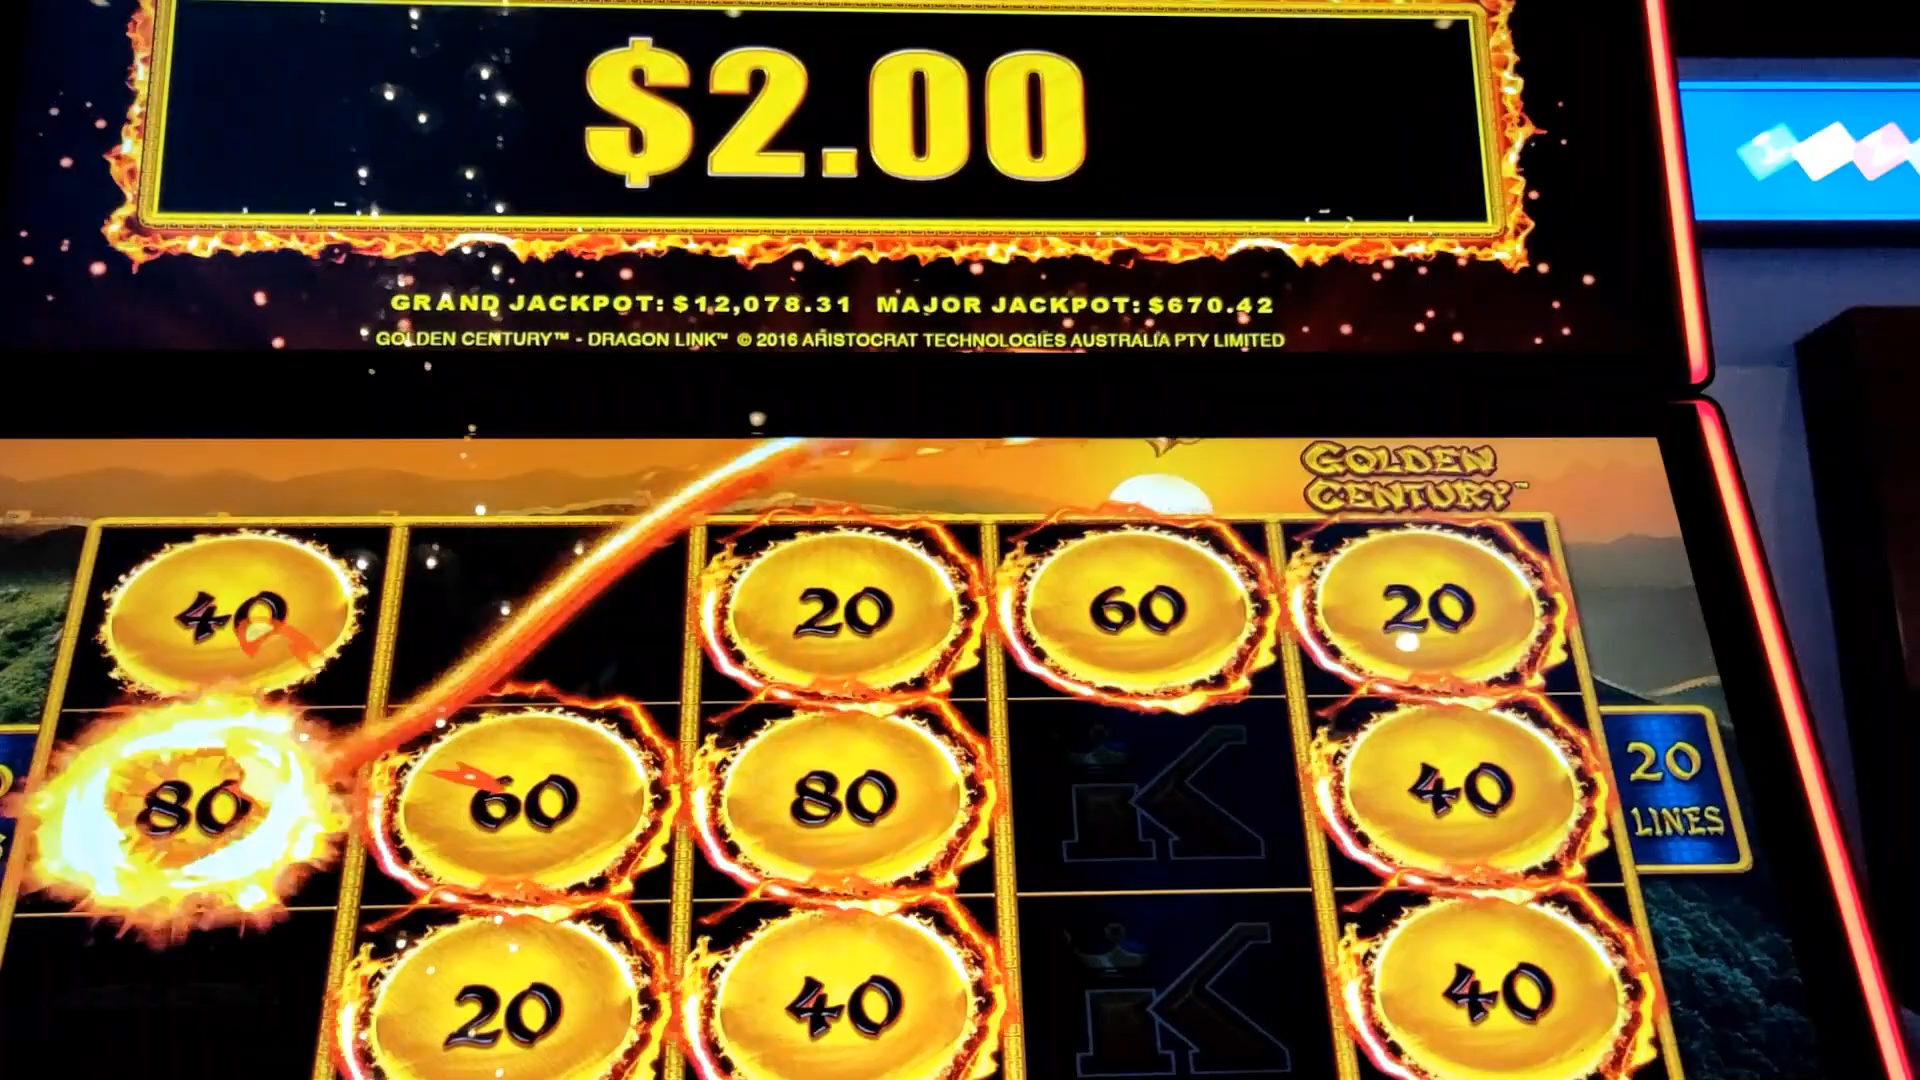 $2.00
GRAND JACKPOT: $12,078.31 MAJOR JACKPOT: $670.42
GOLDEN CENTURY™ - DRAGON LINK™ © 2016 ARISTOCRAT TECHNOLOGIES AUSTRALIA PTY LIMITED
GOLDEN
CENTURY™
40
20
60
20
80
60
80
K
40
20
LINES
20
40
K
40